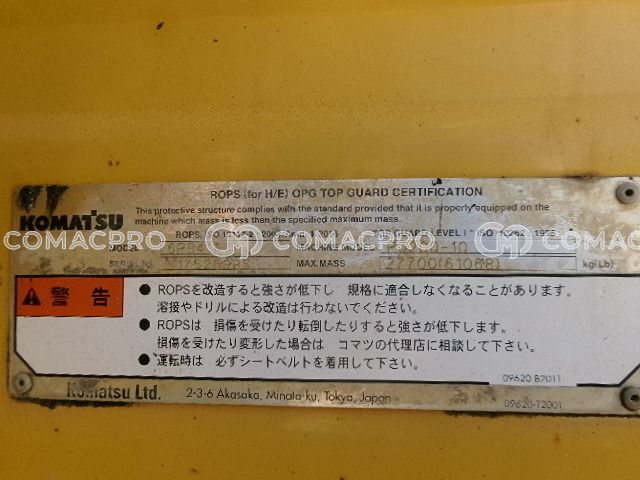 ROPS (for H/E) OPG TOP GUARD CERTIFICATION
KOMATSU
This protective structure complies with the standard provided that it is properly equipped on the
machine which mass is less than the specified maximum mass.
COMACPRO COMACPRO COMACPRO
MODEL
SERIAL No. MAX.MASS 27700(61068) kg(Lb)
警告
● ROPSを改造すると強さが低下し 規格に適合しなくなることがあります。
溶接やドリルによる改造は行わないでください。
● ROPSは 損傷を受けたり転倒したりすると強さが低下します。
損傷を受けたり変形した場合は コマツの代理店に相談して下さい。
● 運転時は 必ずシートベルトを着用して下さい。
09620-B2011
Komatsu Ltd. 2-3-6 Akasaka, Minato-ku, Tokyo, Japan
09620-T2001